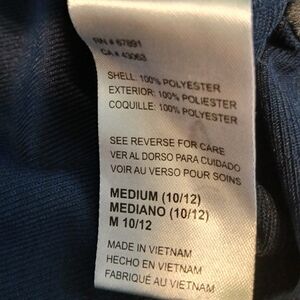 RN # 67891
CA # 43063
SHELL: 100% POLYESTER
EXTERIOR: 100% POLIESTER
COQUILLE: 100% POLYESTER
SEE REVERSE FOR CARE
VER AL DORSO PARA CUIDADO
VOIR AU VERSO POUR SOINS
MEDIUM (10/12)
MEDIANO (10/12)
M 10/12
MADE IN VIETNAM
HECHO EN VIETNAM
FABRIQUÉ AU VIETNAM